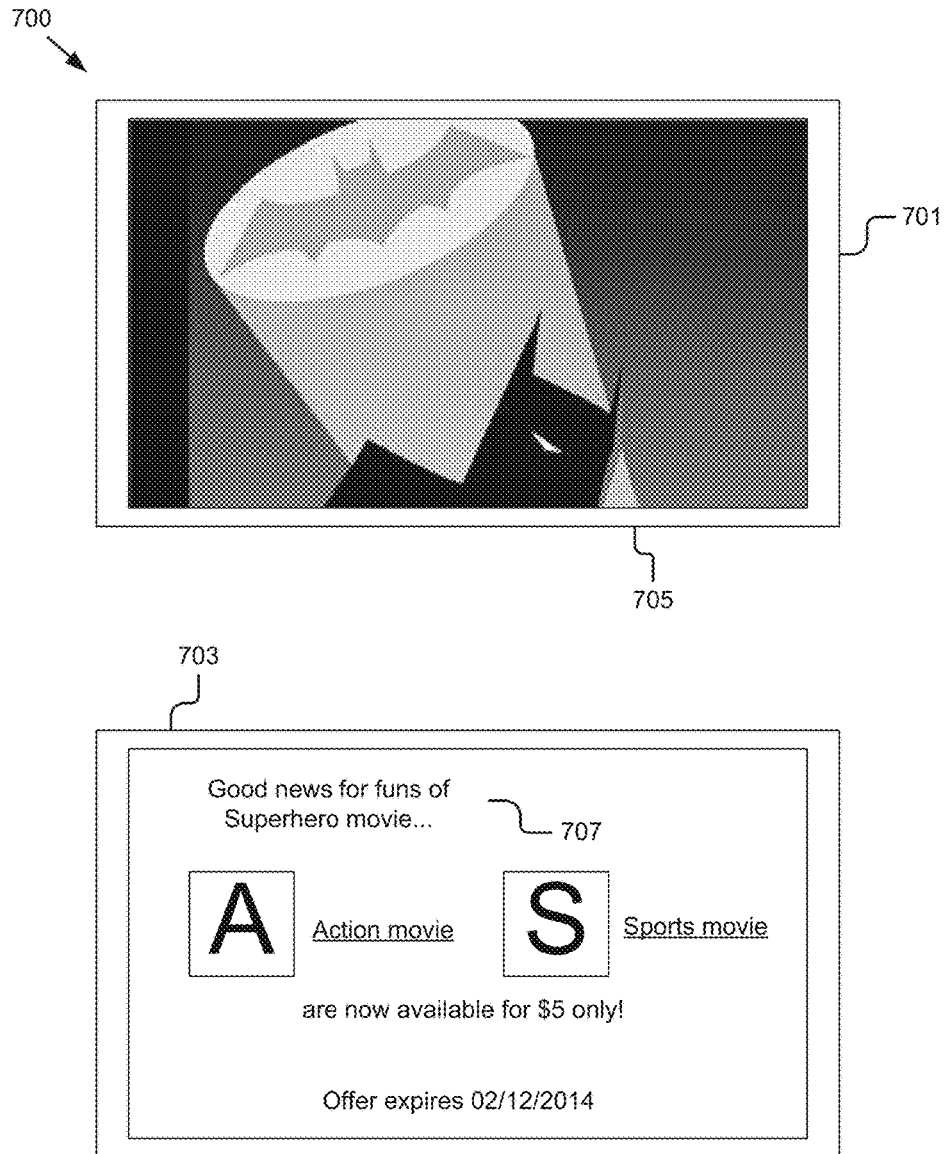 700
701
705
703
Good news for funs of
Superhero movie...
707
A Action movie S Sports movie
are now available for $5 only!
Offer expires 02/12/2014